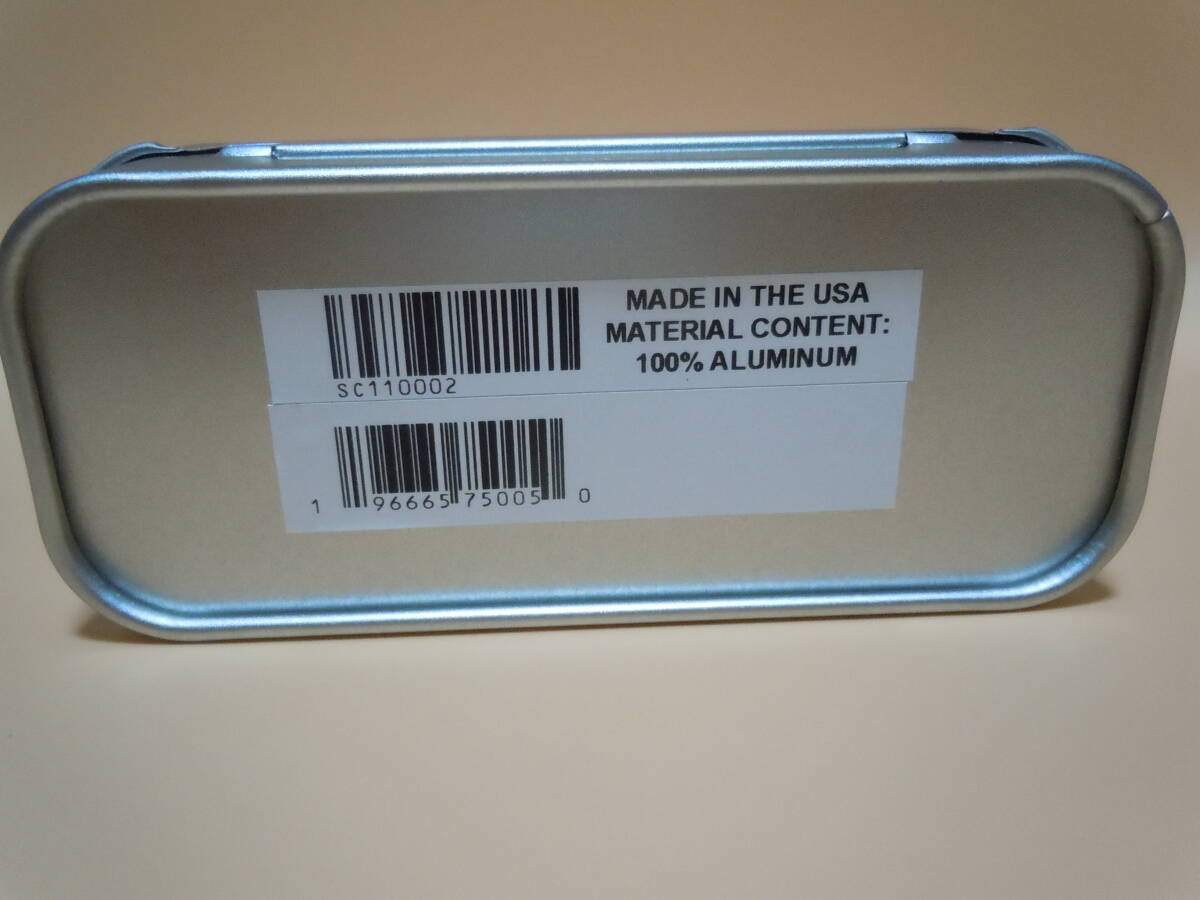 MADE IN THE USA
MATERIAL CONTENT:
100% ALUMINUM
SC110002
1 96665 75005 0